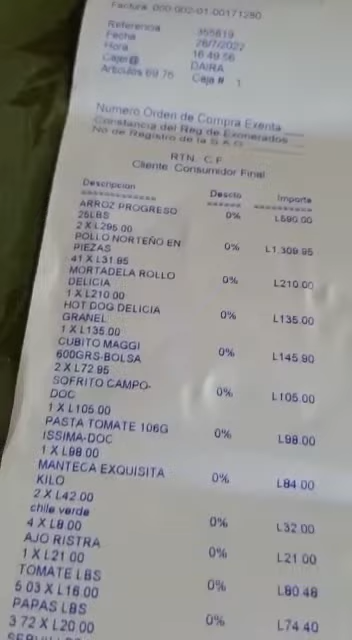 Factura 000-002-01-00171280
Referencia 355819
Fecha 28/7/2022
Hora 16:49:56
Cajer@ DAIRA
Articulos 69.75 Caja # 1
Numero Orden de Compra Exenta ____
Constancia del Reg de Exonerados ____
No de Registro de la S.A.G. ____
RTN: C.F.
Cliente: Consumidor Final
Descripcion Descto Importe
ARROZ PROGRESO 0% L590.00
25LBS
2 X L295.00
POLLO NORTEÑO EN 0% L1,309.95
PIEZAS
41 X L31.95
MORTADELA ROLLO 0% L210.00
DELICIA
1 X L210.00
HOT DOG DELICIA 0% L135.00
GRANEL
1 X L135.00
CUBITO MAGGI 0% L145.90
600GRS-BOLSA
2 X L72.95
SOFRITO CAMPO- 0% L105.00
DOC
1 X L105.00
PASTA TOMATE 106G 0% L98.00
ISSIMA-DOC
1 X L98.00
MANTECA EXQUISITA 0% L84.00
KILO
2 X L42.00
chile verde 0% L32.00
4 X L8.00
AJO RISTRA 0% L21.00
1 X L21.00
TOMATE LBS 0% L80.48
5.03 X L16.00
PAPAS LBS 0% L74.40
3.72 X L20.00